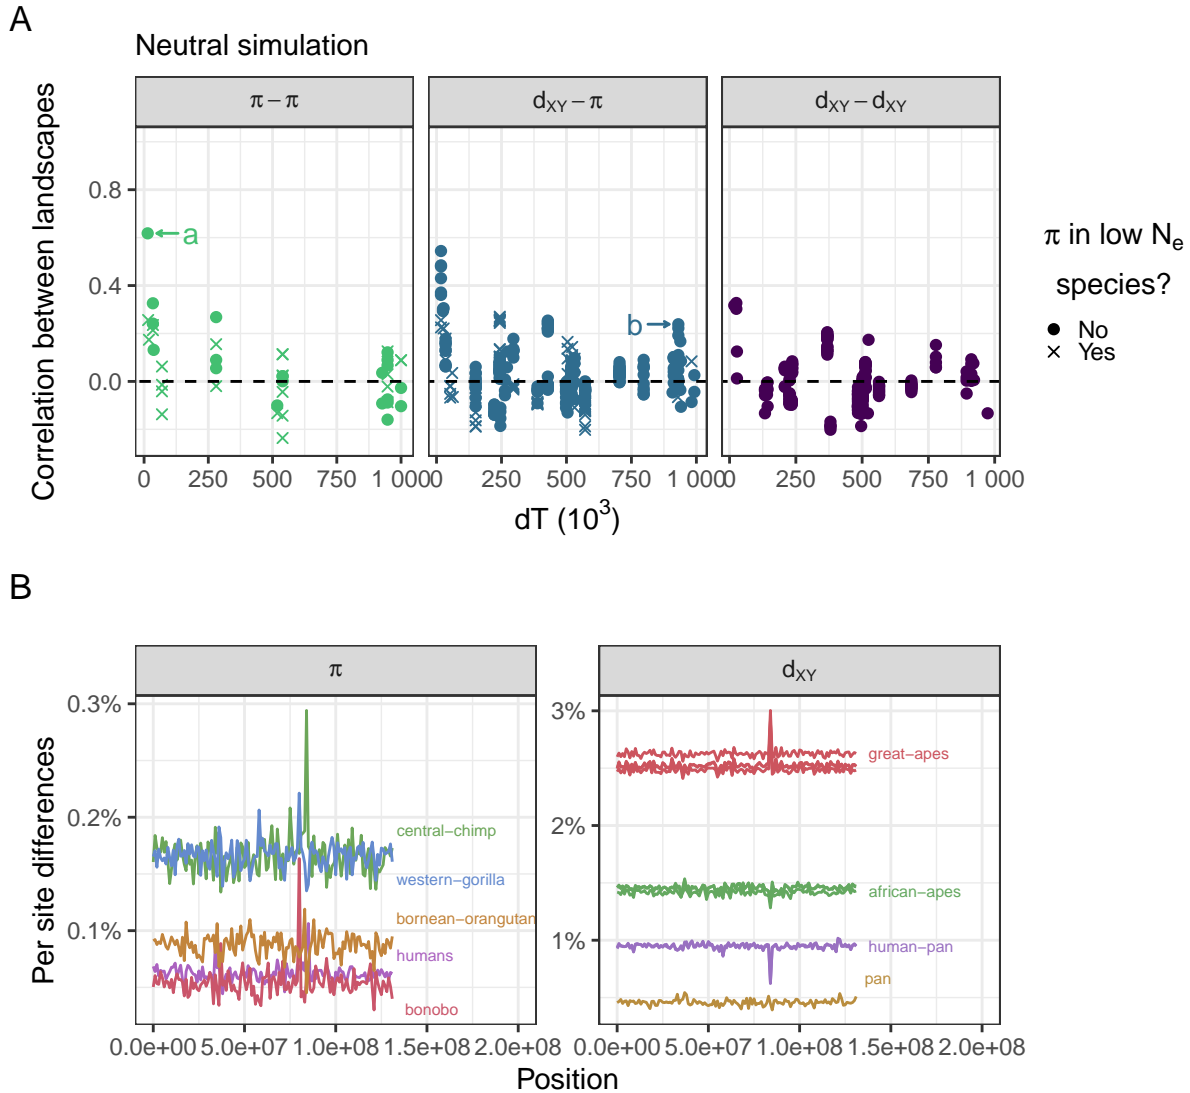 A
Neutral simulation
π − π
dXY − π
dXY − dXY
Correlation between landscapes
0.8
0.4
0.0
a
b
0 250 500 750 1 000
0 250 500 750 1 000
0 250 500 750 1 000
dT (10^3)
π in low Ne
species?
No
Yes
B
π
dXY
Per site differences
0.3%
0.2%
0.1%
central−chimp
western−gorilla
bornean−orangutan
humans
bonobo
3%
2%
1%
great−apes
african−apes
human−pan
pan
0.0e+00 5.0e+07 1.0e+08 1.5e+08 2.0e+08
0.0e+00 5.0e+07 1.0e+08 1.5e+08 2.0e+08
Position